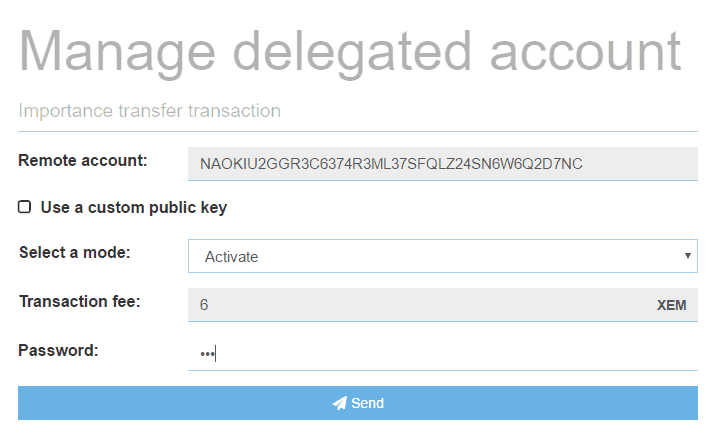 Manage delegated account
Importance transfer transaction
Remote account: NAOKIU2GGR3C6374R3ML37SFQLZ24SN6W6Q2D7NC
Use a custom public key
Select a mode: Activate
Transaction fee: 6 XEM
Password: •••
Send